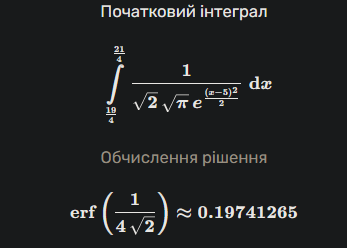 Початковий інтеграл
∫_{19/4}^{21/4} 1/(√2 √π e^{(x−5)²/2}) dx
Обчислення рішення
erf (1/(4 √2)) ≈ 0.19741265